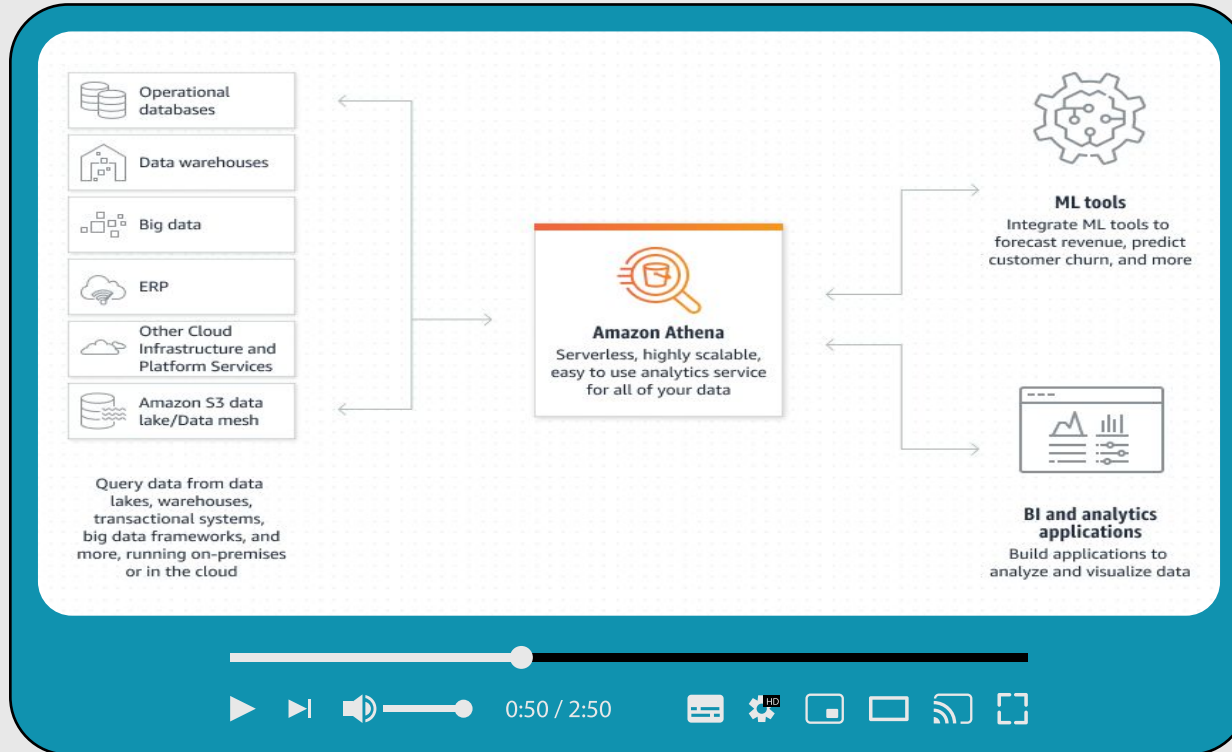 Operational
databases
Data warehouses
Big data
ERP
Other Cloud
Infrastructure and
Platform Services
Amazon S3 data
lake/Data mesh
Query data from data
lakes, warehouses,
transactional systems,
big data frameworks, and
more, running on-premises
or in the cloud
Amazon Athena
Serverless, highly scalable,
easy to use analytics service
for all of your data
ML tools
Integrate ML tools to
forecast revenue, predict
customer churn, and more
BI and analytics
applications
Build applications to
analyze and visualize data
0:50 / 2:50
HD